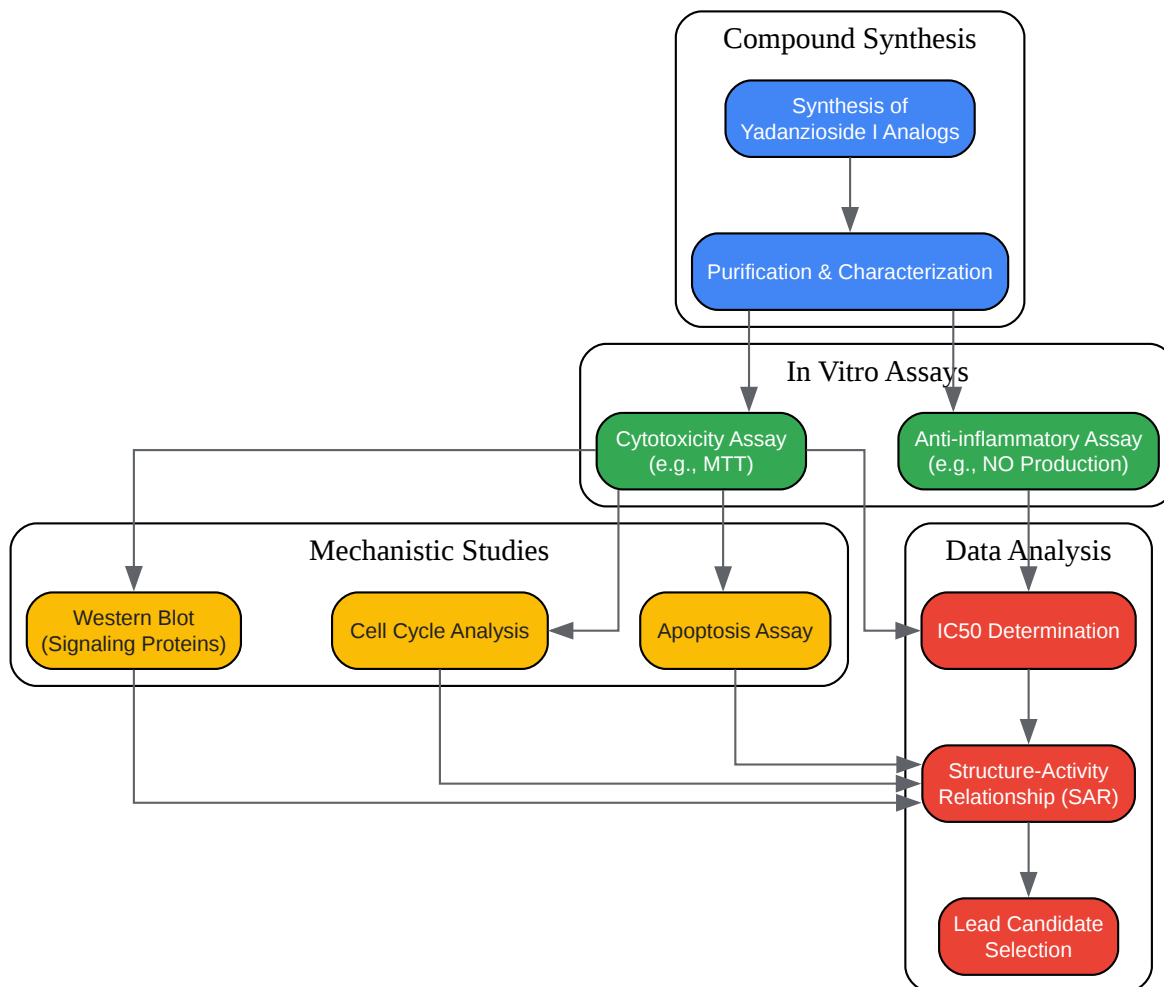 Compound Synthesis
Synthesis of
Yadanzioside I Analogs
Purification & Characterization
In Vitro Assays
Cytotoxicity Assay
(e.g., MTT)
Anti-inflammatory Assay
(e.g., NO Production)
Mechanistic Studies
Western Blot
(Signaling Proteins)
Cell Cycle Analysis
Apoptosis Assay
Data Analysis
IC50 Determination
Structure-Activity
Relationship (SAR)
Lead Candidate
Selection